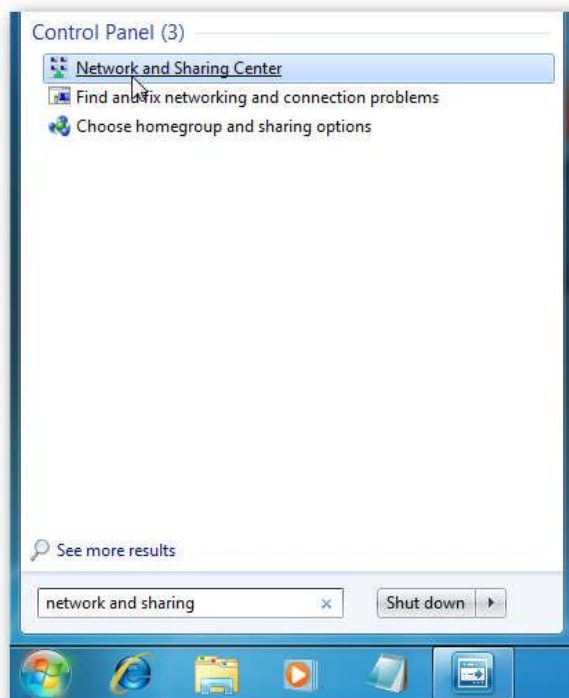 Control Panel (3)
Network and Sharing Center
Find and fix networking and connection problems
Choose homegroup and sharing options
See more results
network and sharing
Shut down